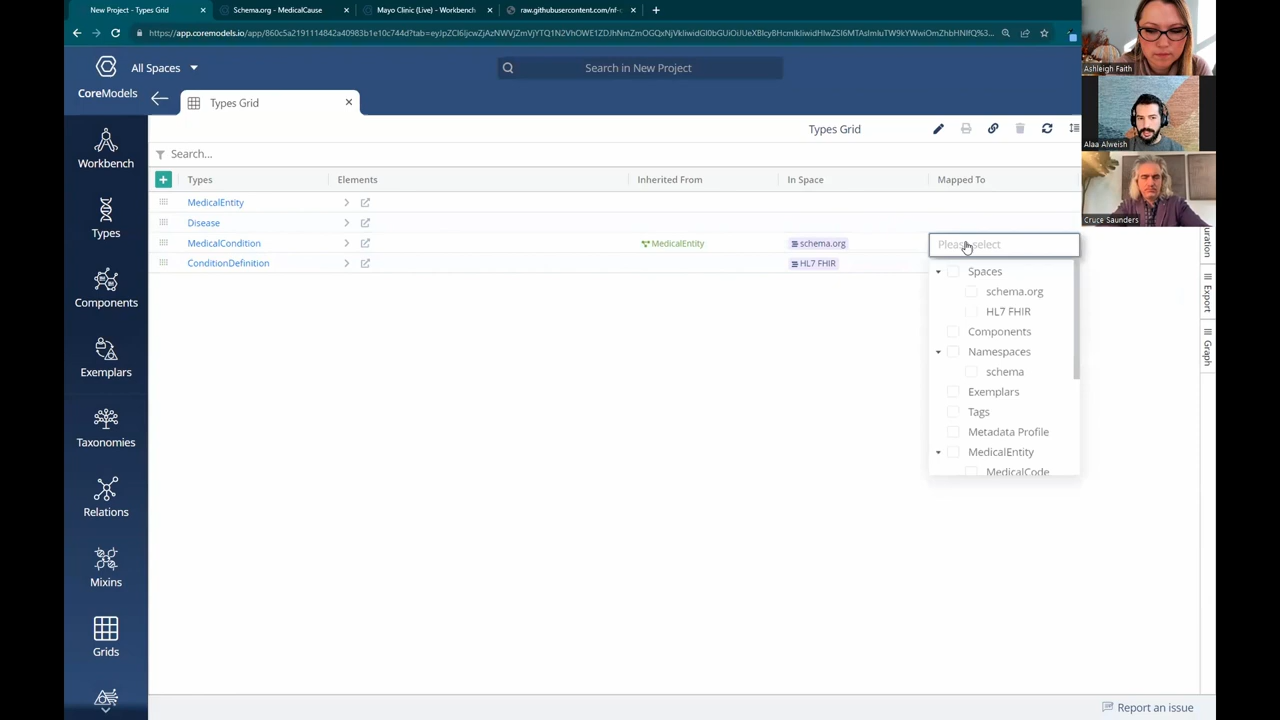 New Project - Types Grid
Schema.org - MedicalCause
Mayo Clinic (Live) - Workbench
raw.githubusercontent.com/nf-c
Ashleigh Faith
Alaa Alweish
Cruce Saunders
CoreModels
All Spaces
Search in New Project
Types Grid
Types Grid
Search...
Types
Elements
Inherited From
In Space
Mapped To
MedicalEntity
Disease
MedicalCondition
MedicalEntity
schema.org
ConditionDefinition
HL7 FHIR
Please select
Spaces
schema.org
HL7 FHIR
Components
Namespaces
schema
Exemplars
Tags
Metadata Profile
MedicalEntity
MedicalCode
Workbench
Types
Components
Exemplars
Taxonomies
Relations
Mixins
Grids
Export
Graph
Report an issue